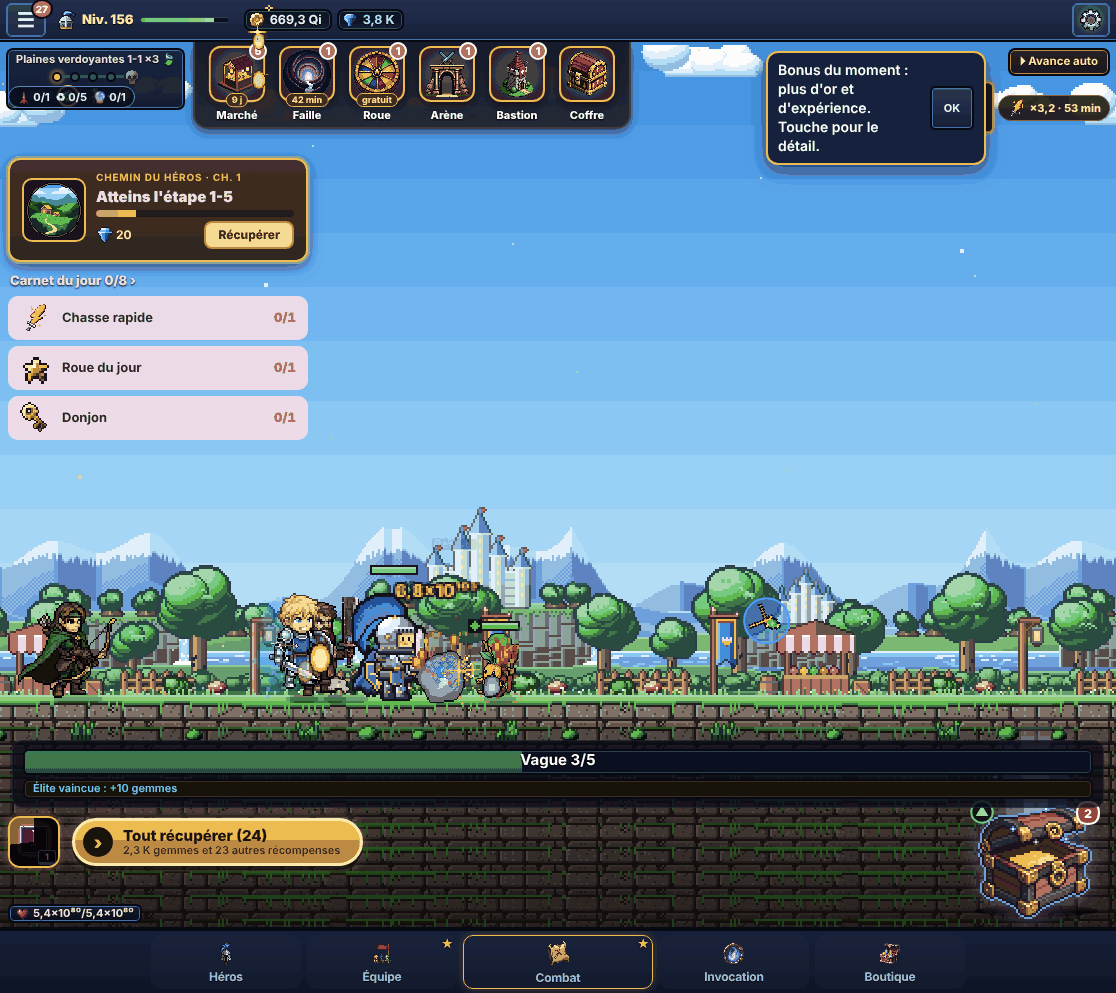 27
Niv. 156
669,3 Qi
3,8 K
Plaines verdoyantes 1-1 ×3
0/1 0/5 0/1
1
1
1
1
9 j
42 min
gratuit
Marché
Faille
Roue
Arène
Bastion
Coffre
Bonus du moment :
plus d'or et
d'expérience.
Touche pour le
détail.
OK
Avance auto
×3,2 · 53 min
CHEMIN DU HÉROS · CH. 1
Atteins l'étape 1-5
20
Récupérer
Carnet du jour 0/8 ›
Chasse rapide
0/1
Roue du jour
0/1
Donjon
0/1
Vague 3/5
Élite vaincue : +10 gemmes
1
Tout récupérer (24)
2,3 K gemmes et 23 autres récompenses
2
5,4×10⁸⁰/5,4×10⁸⁰
Héros
Équipe
Combat
Invocation
Boutique